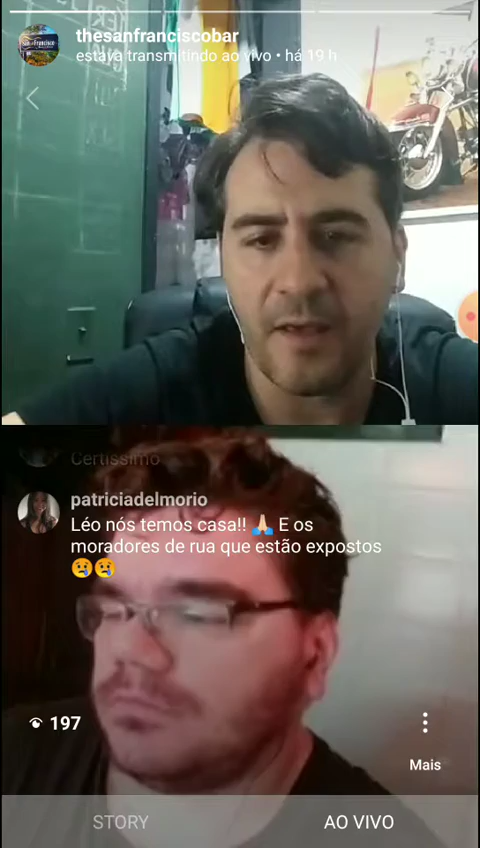 thesanfranciscobar
estava transmitindo ao vivo • há 19 h
Certíssimo
patriciadelmorio
Léo nós temos casa!! 🙏🏼 E os
moradores de rua que estão expostos
😢😢
197
Mais
STORY
AO VIVO